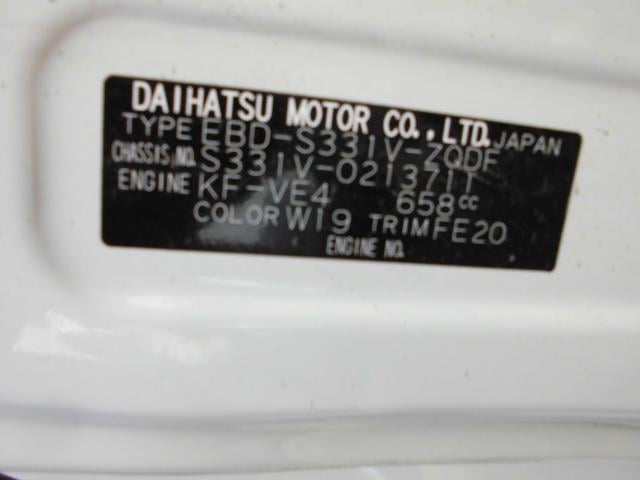 DAIHATSU MOTOR CO., LTD. JAPAN
TYPE EBD-S331V-ZQDF
CHASSIS NO. S331V-0213711
ENGINE KF-VE4 658cc
COLOR W19 TRIM FE20
ENGINE NO.